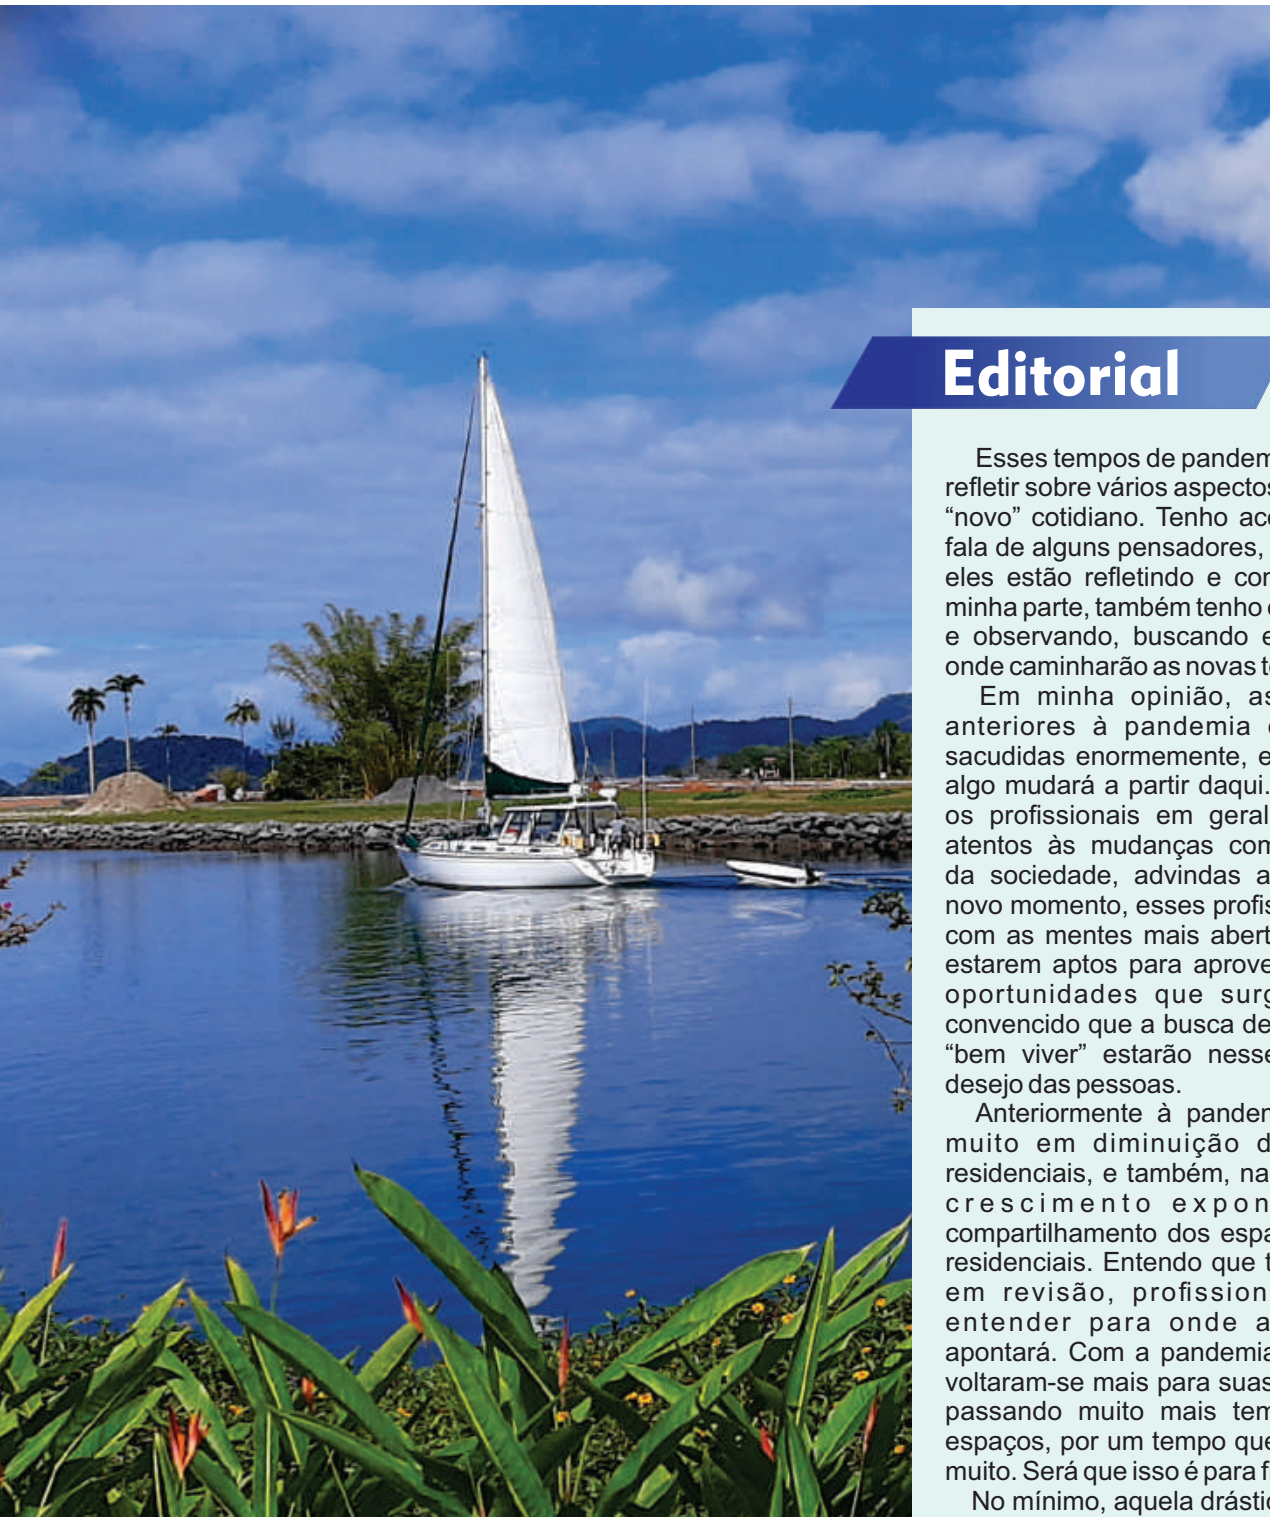 Editorial
Esses tempos de pandem
refletir sobre vários aspectos
“novo” cotidiano. Tenho aco
fala de alguns pensadores,
eles estão refletindo e con
minha parte, também tenho
e observando, buscando e
onde caminharão as novas te
Em minha opinião, as
anteriores à pandemia
sacudidas enormemente, e
algo mudará a partir daqui.
os profissionais em geral
atentos às mudanças com
da sociedade, advindas a
novo momento, esses profis
com as mentes mais abert
estarem aptos para aprove
oportunidades que surg
convencido que a busca de
“bem viver” estarão nesse
desejo das pessoas.
Anteriormente à pandem
muito em diminuição d
residenciais, e também, na
crescimento expon
compartilhamento dos espa
residenciais. Entendo que t
em revisão, profission
entender para onde a
apontará. Com a pandemia
voltaram-se mais para suas
passando muito mais tem
espaços, por um tempo que
muito. Será que isso é para fi
No mínimo, aquela drástic